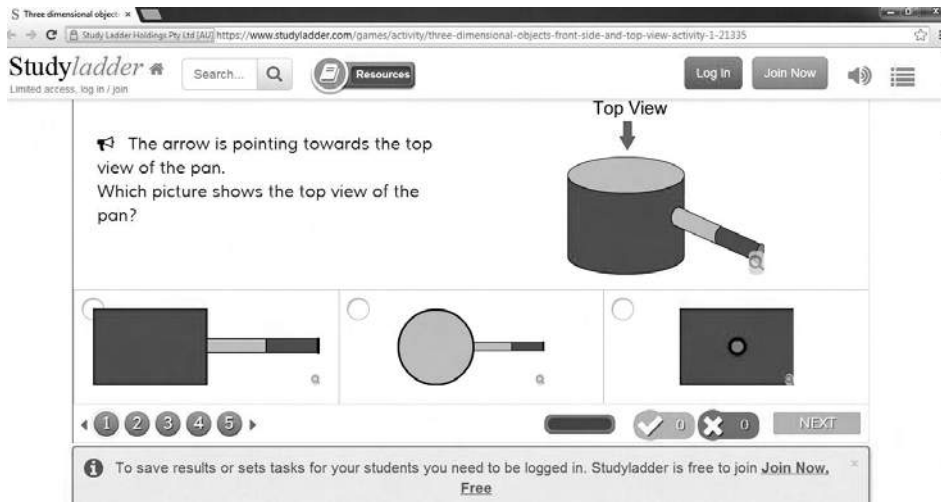 Three dimensional object
Study Ladder Holdings Pty Ltd [AU] https://www.studyladder.com/games/activity/three-dimensional-objects-front-side-and-top-view-activity-1-21335
Studyladder
Limited access, log in / join
Search...
Resources
Log In
Join Now
Top View
The arrow is pointing towards the top
view of the pan.
Which picture shows the top view of the
pan?
1 2 3 4 5
0
0
NEXT
To save results or sets tasks for your students you need to be logged in. Studyladder is free to join Join Now,
Free